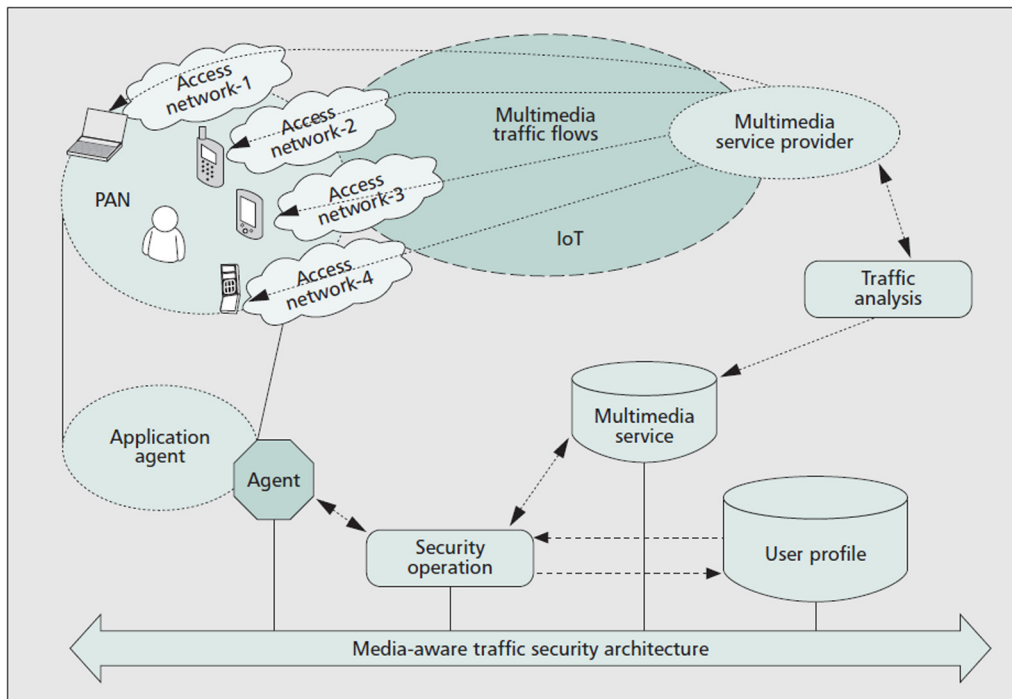 Access
network-1
Access
network-2
Multimedia
traffic flows
Multimedia
service provider
PAN
Access
network-3
IoT
Access
network-4
Traffic
analysis
Multimedia
service
Application
agent
Agent
Security
operation
User profile
Media-aware traffic security architecture